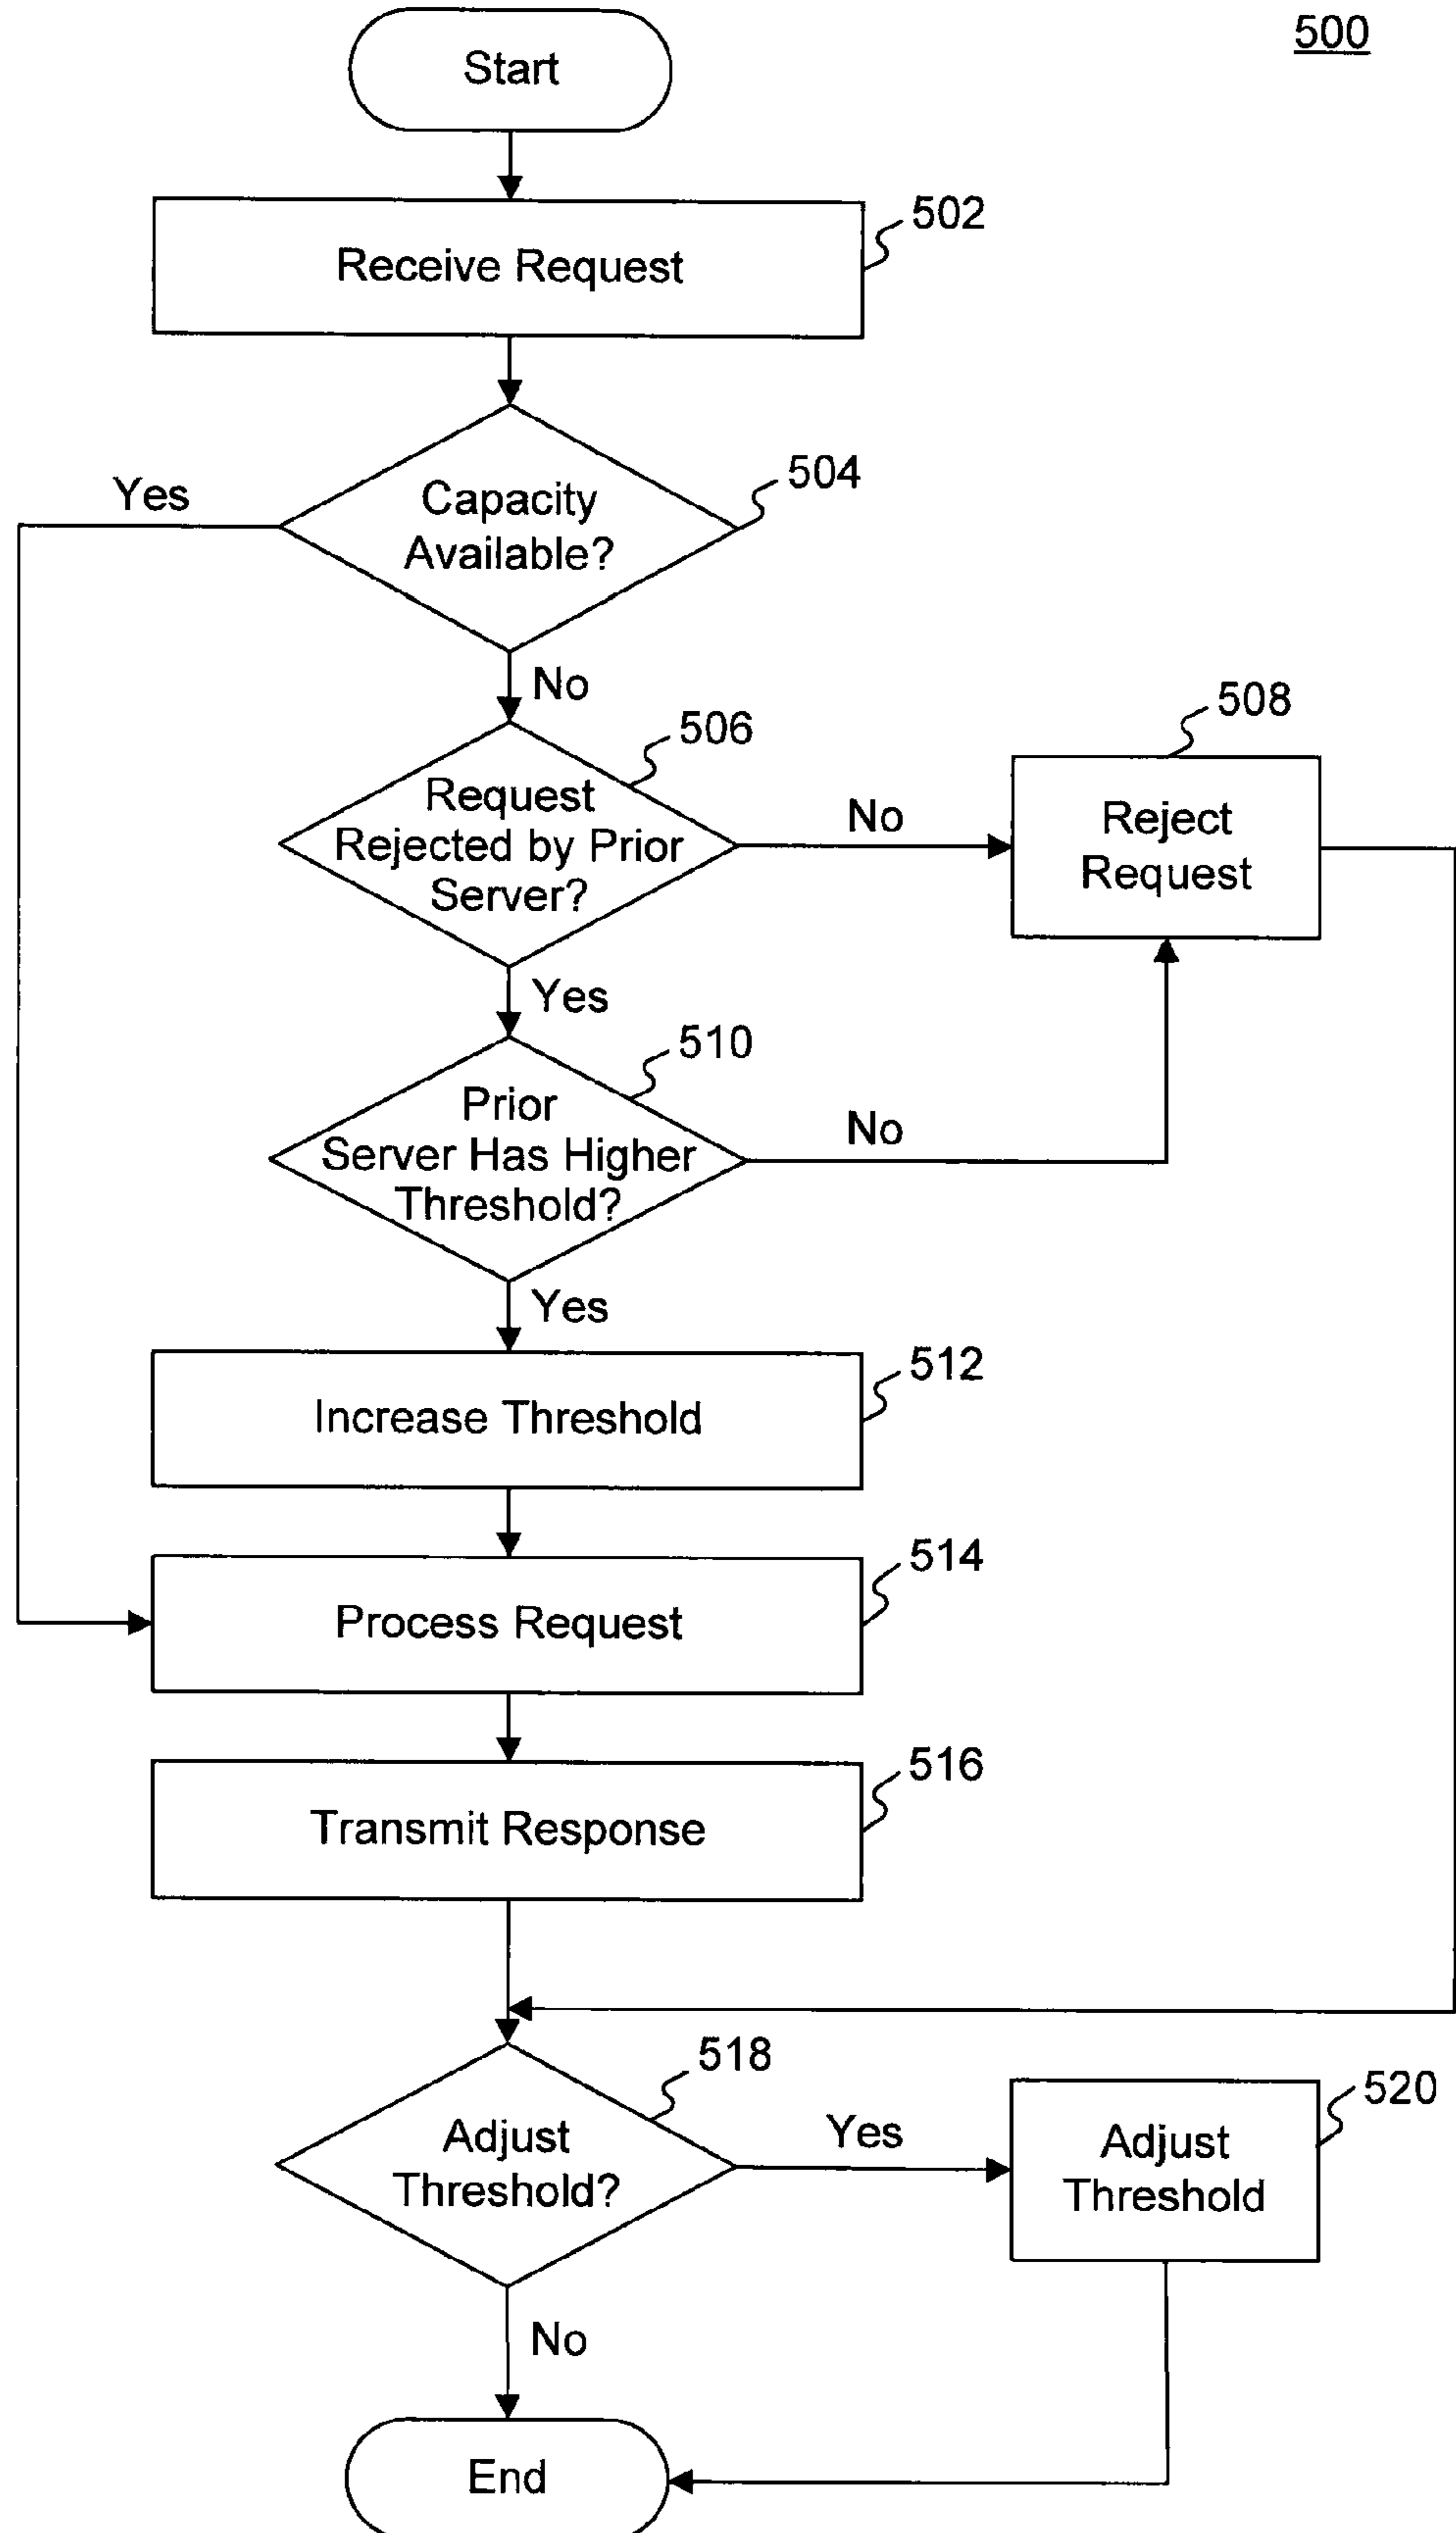 500
Start
502
Receive Request
504
Yes
Capacity
Available?
No
506
508
Request
Rejected by Prior
Server?
No
Reject
Request
Yes
510
Prior
Server Has Higher
Threshold?
No
Yes
512
Increase Threshold
514
Process Request
516
Transmit Response
518
520
Adjust
Threshold?
Yes
Adjust
Threshold
No
End